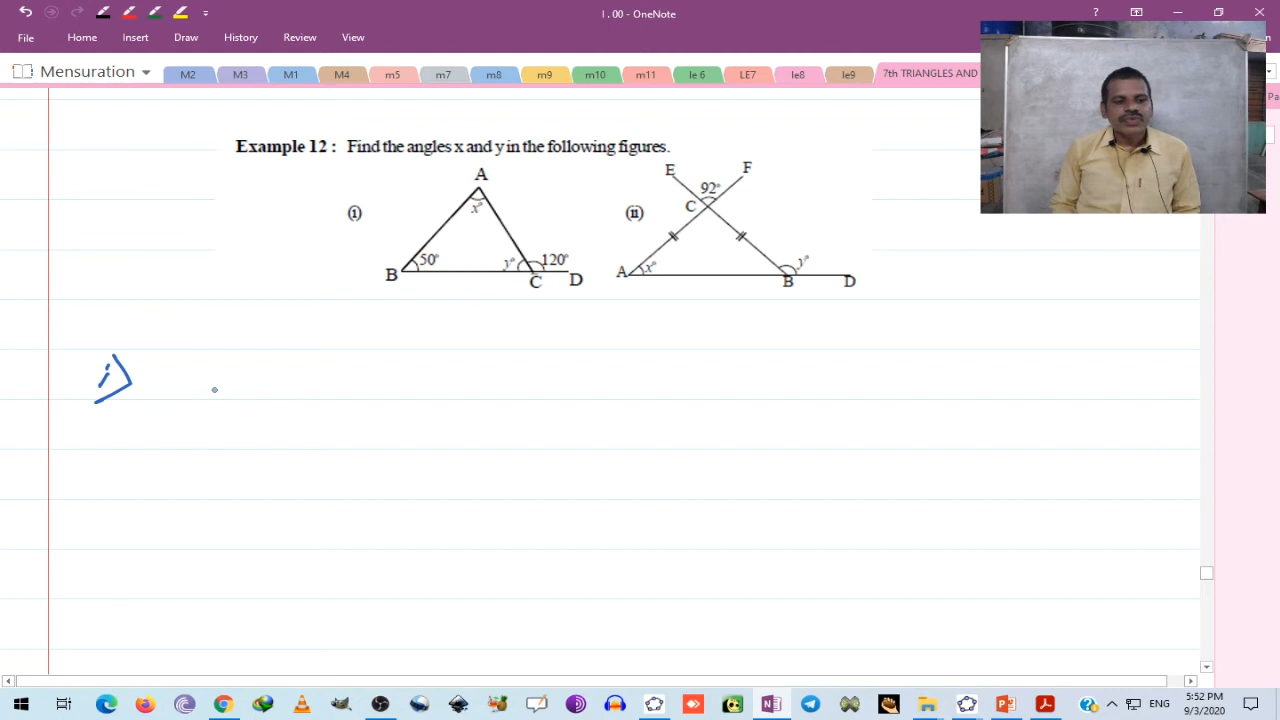 1.00 - OneNote
File Home Insert Draw History Review View
Mensuration M2 M3 M1 M4 m5 m7 m8 m9 m10 m11 le 6 LE7 le8 le9 7th TRIANGLES AND
Example 12 : Find the angles x and y in the following figures.
(i) A x° B 50° y° 120° C D
(ii) E F 92° C A x° y° B D
i)
5:52 PM
ENG
9/3/2020